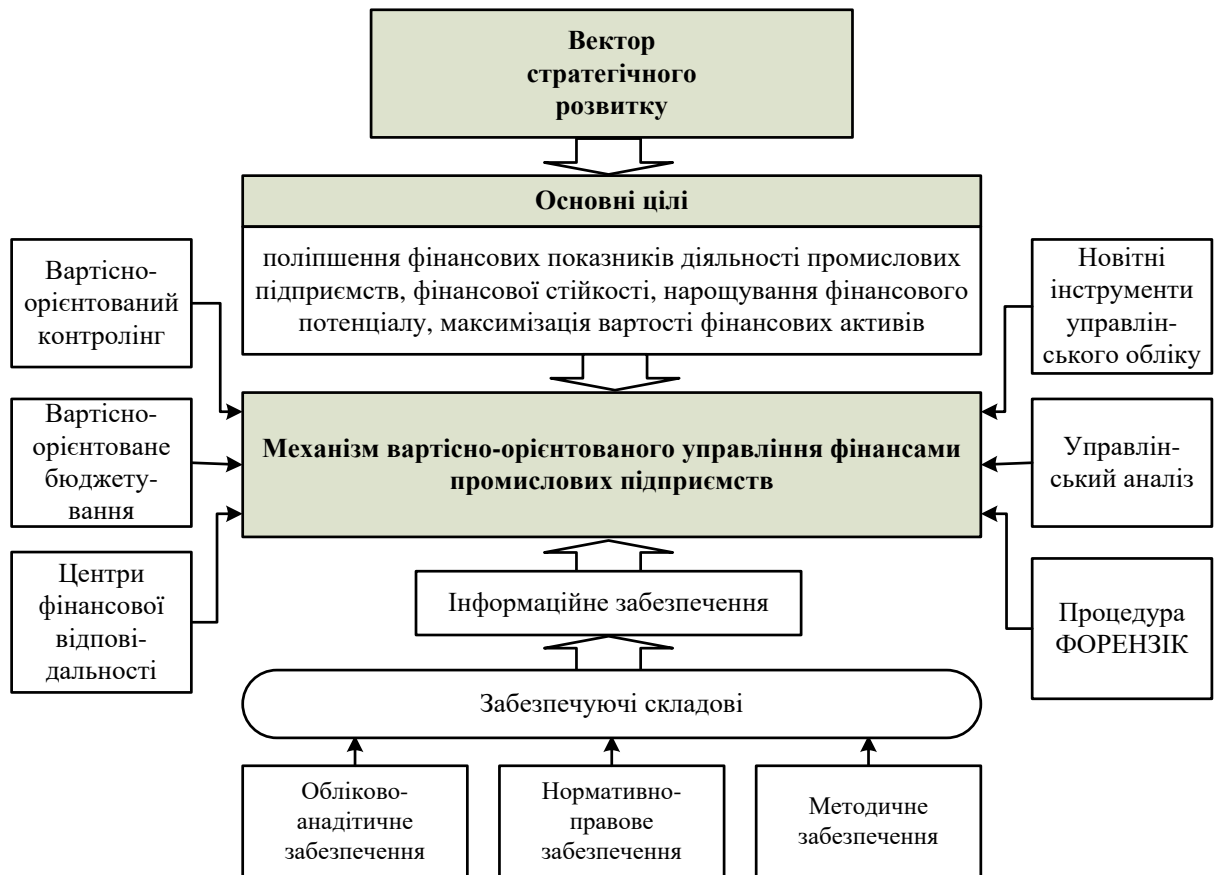 Вектор
стратегічного
розвитку
Основні цілі
поліпшення фінансових показників діяльності промислових
підприємств, фінансової стійкості, нарощування фінансового
потенціалу, максимізація вартості фінансових активів
Вартісно-
орієнтований
контролінг
Новітні
інструменти
управлін-
ського обліку
Вартісно-
орієнтоване
бюджету-
вання
Механізм вартісно-орієнтованого управління фінансами
промислових підприємств
Управлін-
ський аналіз
Центри
фінансової
відпові-
дальності
Інформаційне забезпечення
Процедура
ФОРЕНЗІК
Забезпечуючі складові
Обліково-
анадітичне
забезпечення
Нормативно-
правове
забезпечення
Методичне
забезпечення